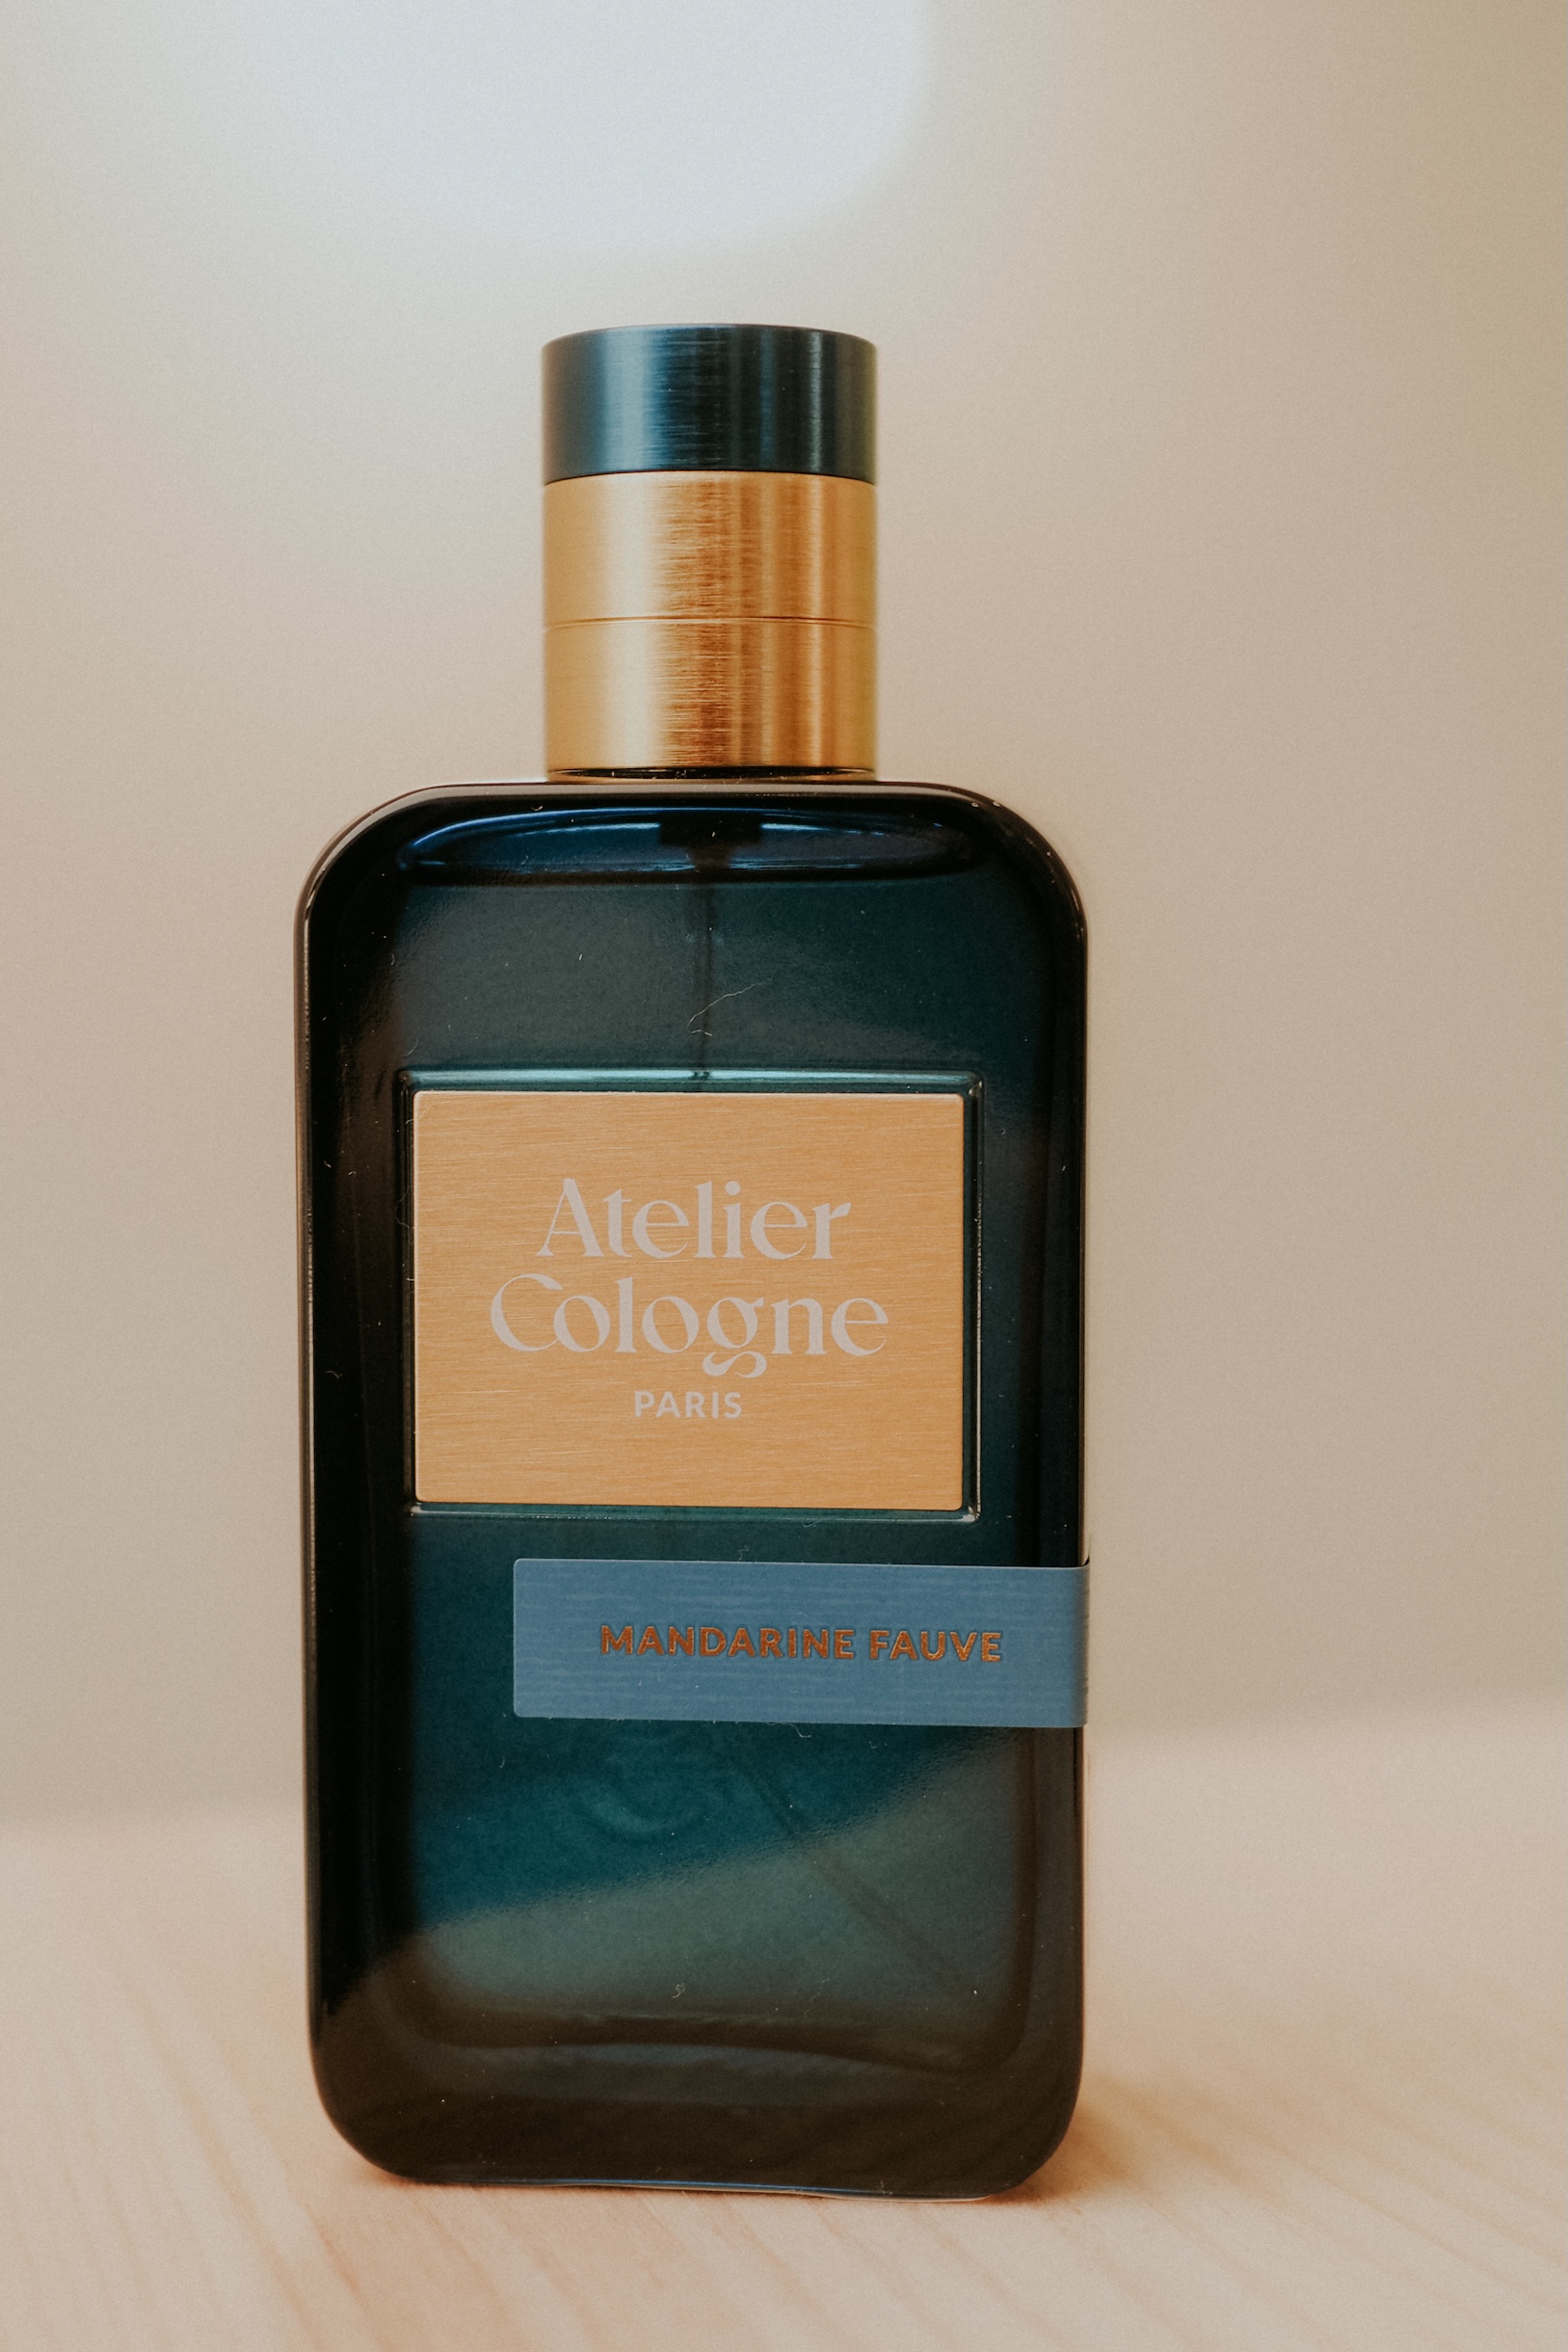 Atelier
Cologne
PARIS
MANDARINE FAUVE